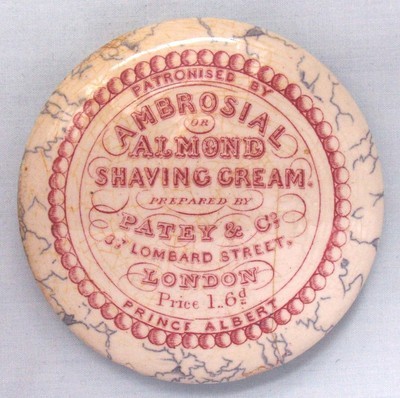 PATRONISED BY
AMBROSIAL
OR
ALMOND
SHAVING CREAM.
PREPARED BY
PATEY & Co
LOMBARD STREET,
LONDON
Price 1..6d
PRINCE ALBERT